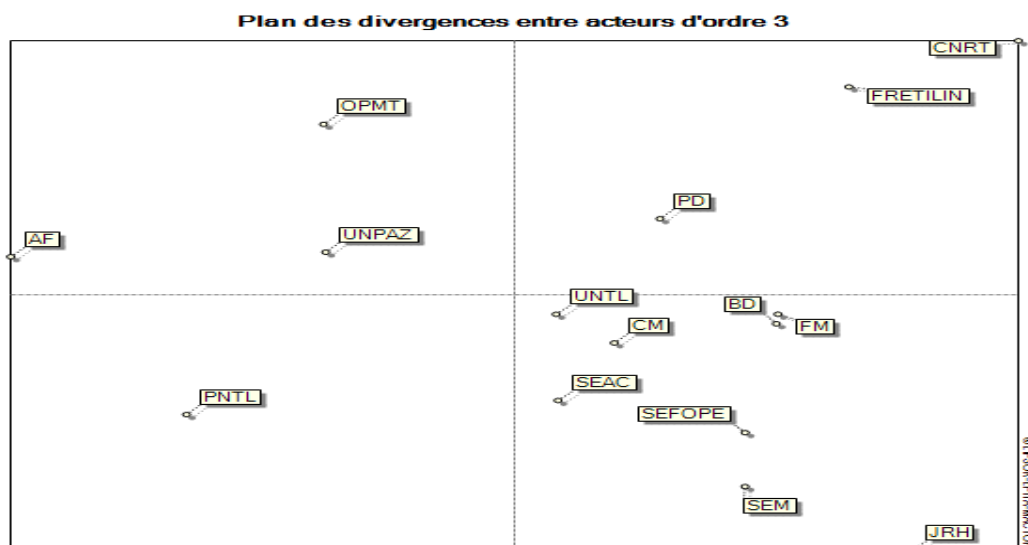 Plan des divergences entre acteurs d'ordre 3
CNRT
FRETILIN
OPMT
PD
UNPAZ
AF
UNTL
BD
FM
CM
SEAC
PNTL
SEFOPE
SEM
JRH